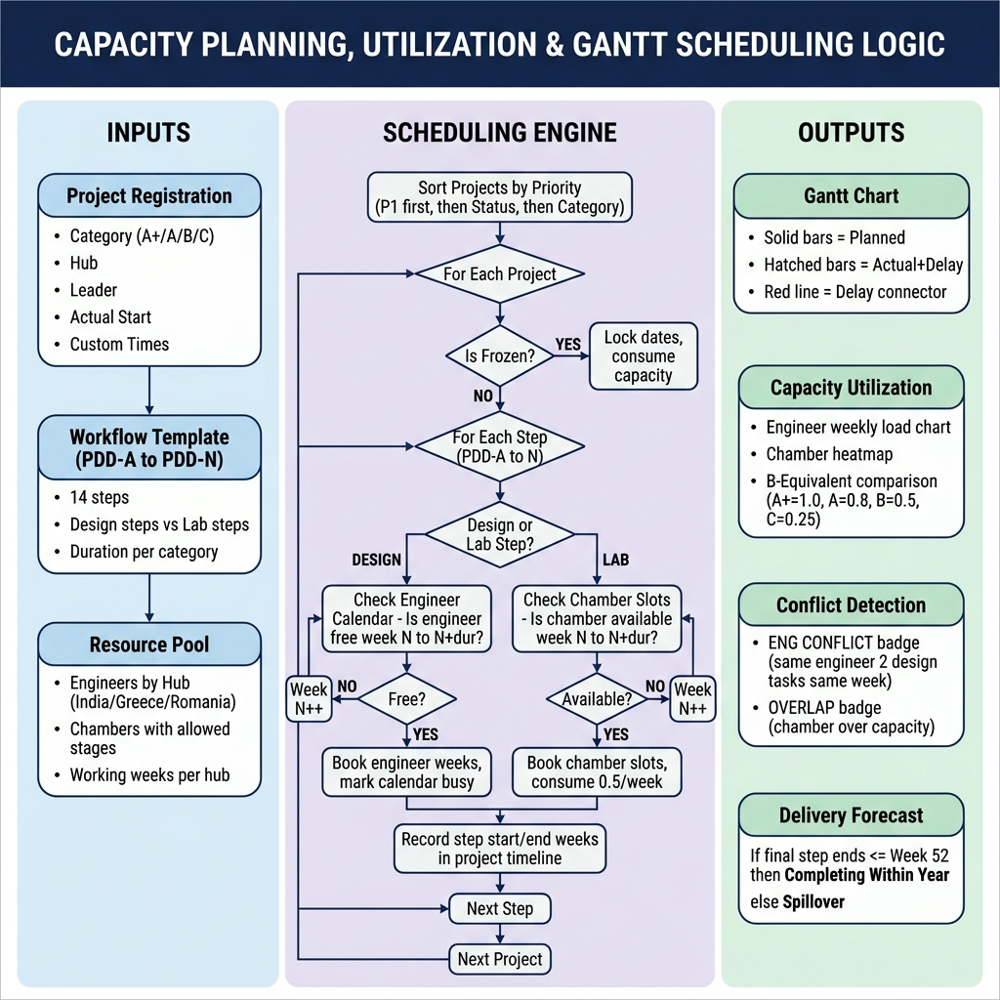 CAPACITY PLANNING, UTILIZATION & GANTT SCHEDULING LOGIC
INPUTS
Project Registration
• Category (A+/A/B/C)
• Hub
• Leader
• Actual Start
• Custom Times
Workflow Template
(PDD-A to PDD-N)
• 14 steps
• Design steps vs Lab steps
• Duration per category
Resource Pool
• Engineers by Hub
(India/Greece/Romania)
• Chambers with allowed
stages
• Working weeks per hub
SCHEDULING ENGINE
Sort Projects by Priority
(P1 first, then Status, then Category)
For Each Project
Is Frozen?
YES
Lock dates,
consume
capacity
NO
For Each Step
(PDD-A to N)
Design or
Lab Step?
DESIGN
LAB
Check Engineer
Calendar - Is engineer
free week N to N+dur?
Check Chamber Slots
- Is chamber available
week N to N+dur?
Week
N++
NO
Free?
Available?
NO
Week
N++
YES
YES
Book engineer weeks,
mark calendar busy
Book chamber slots,
consume 0.5/week
Record step start/end weeks
in project timeline
Next Step
Next Project
OUTPUTS
Gantt Chart
• Solid bars = Planned
• Hatched bars = Actual+Delay
• Red line = Delay connector
Capacity Utilization
• Engineer weekly load chart
• Chamber heatmap
• B-Equivalent comparison
(A+=1.0, A=0.8, B=0.5,
C=0.25)
Conflict Detection
• ENG CONFLICT badge
(same engineer 2 design
tasks same week)
• OVERLAP badge
(chamber over capacity)
Delivery Forecast
If final step ends <= Week 52
then Completing Within Year
else Spillover